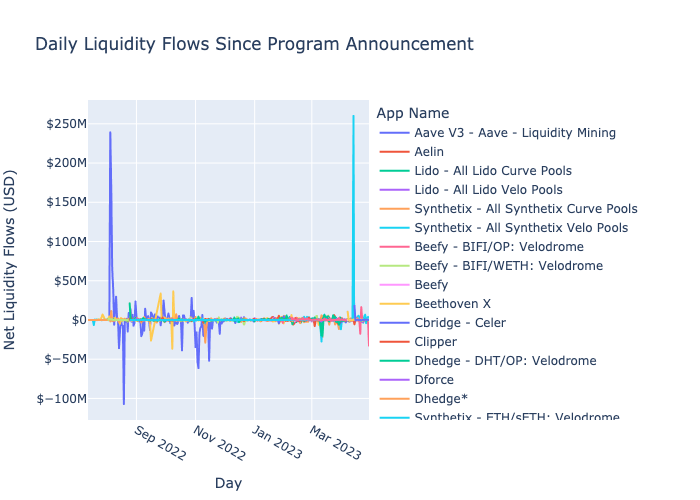 Daily Liquidity Flows Since Program Announcement
App Name
$250M
$200M
$150M
$100M
$50M
$0
$−50M
$−100M
Net Liquidity Flows (USD)
Sep 2022
Nov 2022
Jan 2023
Mar 2023
Day
Aave V3 - Aave - Liquidity Mining
Aelin
Lido - All Lido Curve Pools
Lido - All Lido Velo Pools
Synthetix - All Synthetix Curve Pools
Synthetix - All Synthetix Velo Pools
Beefy - BIFI/OP: Velodrome
Beefy - BIFI/WETH: Velodrome
Beefy
Beethoven X
Cbridge - Celer
Clipper
Dhedge - DHT/OP: Velodrome
Dforce
Dhedge*
Synthetix - ETH/sETH: Velodrome